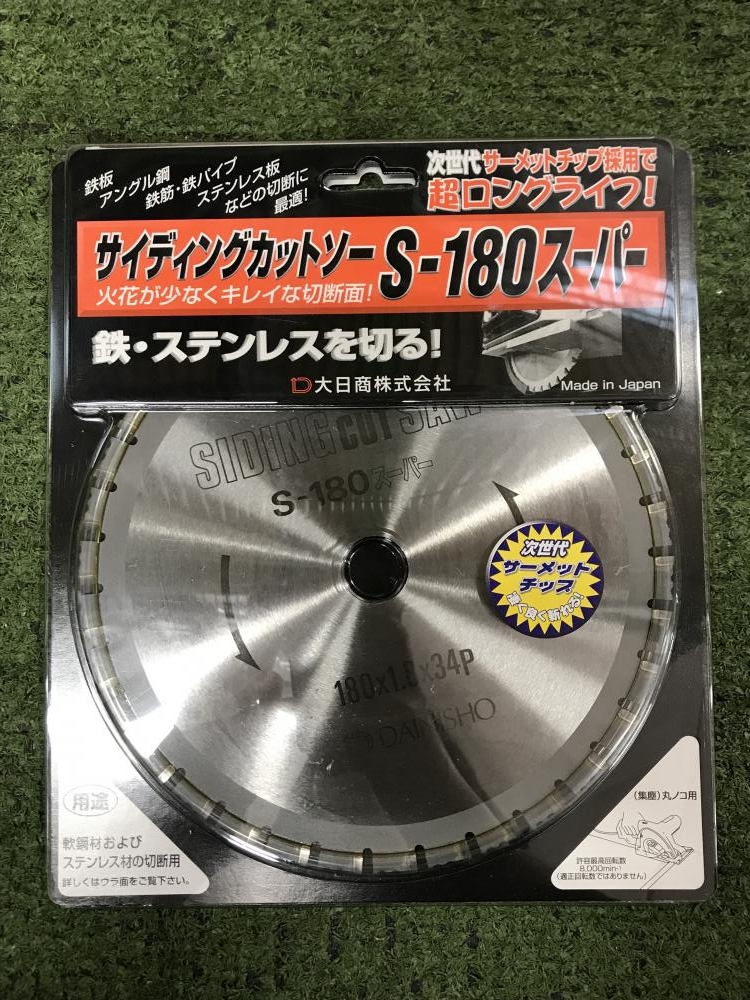 鉄板
アングル鋼
鉄筋・鉄パイプ
ステンレス板
などの切断に
最適!
次世代サーメットチップ採用で
超ロングライフ!
サイディングカットソー S-180スーパー
火花が少なくキレイな切断面!
鉄・ステンレスを切る!
大日商株式会社
Made in Japan
SIDING CUT SAW
S-180スーパー
次世代
サーメット
チップ
凄く良く斬れる!
180x1.8x34P
DAINISHO
用途
軟鋼材および
ステンレス材の切断用
詳しくはウラ面をご覧下さい。
(集塵)丸ノコ用
許容最高回転数
8,000min-1
(適正回転数ではありません)